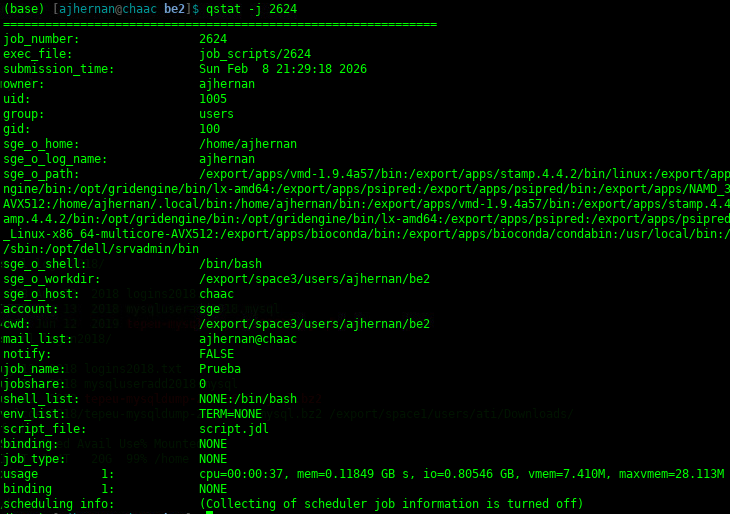 (base) [ajhernan@chaac be2]$ qstat -j 2624
==============================================================
job_number:                 2624
exec_file:                  job_scripts/2624
submission_time:            Sun Feb  8 21:29:18 2026
owner:                      ajhernan
uid:                        1005
group:                      users
gid:                        100
sge_o_home:                 /home/ajhernan
sge_o_log_name:             ajhernan
sge_o_path:                 /export/apps/vmd-1.9.4a57/bin:/export/apps/stamp.4.4.2/bin/linux:/export/app
ngine/bin:/opt/gridengine/bin/lx-amd64:/export/apps/psipred:/export/apps/psipred/bin:/export/apps/NAMD_3
AVX512:/home/ajhernan/.local/bin:/home/ajhernan/bin:/export/apps/vmd-1.9.4a57/bin:/export/apps/stamp.4.4
amp.4.4.2/bin:/opt/gridengine/bin:/opt/gridengine/bin/lx-amd64:/export/apps/psipred:/export/apps/psipred
_Linux-x86_64-multicore-AVX512:/export/apps/bioconda/bin:/export/apps/bioconda/condabin:/usr/local/bin:/
/sbin:/opt/dell/srvadmin/bin
sge_o_shell:                /bin/bash
sge_o_workdir:              /export/space3/users/ajhernan/be2
sge_o_host:                 chaac
account:                    sge
cwd:                        /export/space3/users/ajhernan/be2
mail_list:                  ajhernan@chaac
notify:                     FALSE
job_name:                   Prueba
jobshare:                   0
shell_list:                 NONE:/bin/bash
env_list:                   TERM=NONE
script_file:                script.jdl
binding:                    NONE
job_type:                   NONE
usage         1:            cpu=00:00:37, mem=0.11849 GB s, io=0.80546 GB, vmem=7.410M, maxvmem=28.113M
binding       1:            NONE
scheduling info:            (Collecting of scheduler job information is turned off)